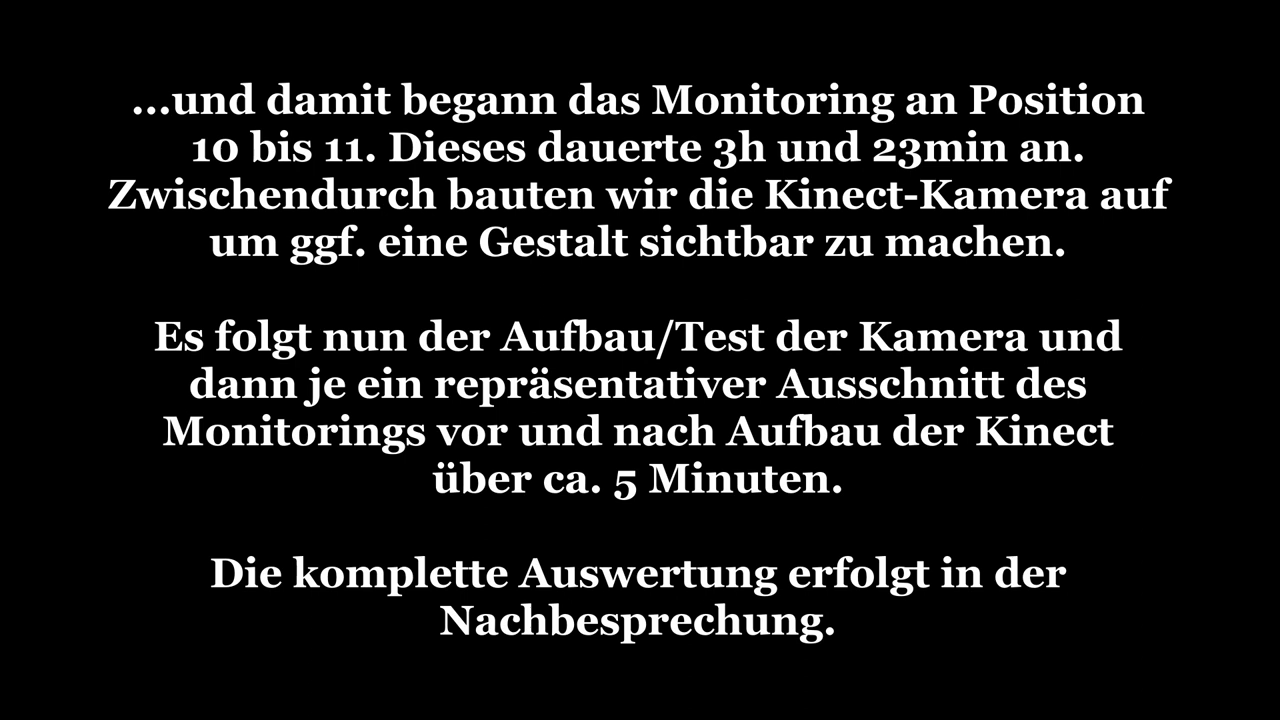 ...und damit begann das Monitoring an Position
10 bis 11. Dieses dauerte 3h und 23min an.
Zwischendurch bauten wir die Kinect-Kamera auf
um ggf. eine Gestalt sichtbar zu machen.
Es folgt nun der Aufbau/Test der Kamera und
dann je ein repräsentativer Ausschnitt des
Monitorings vor und nach Aufbau der Kinect
über ca. 5 Minuten.
Die komplette Auswertung erfolgt in der
Nachbesprechung.